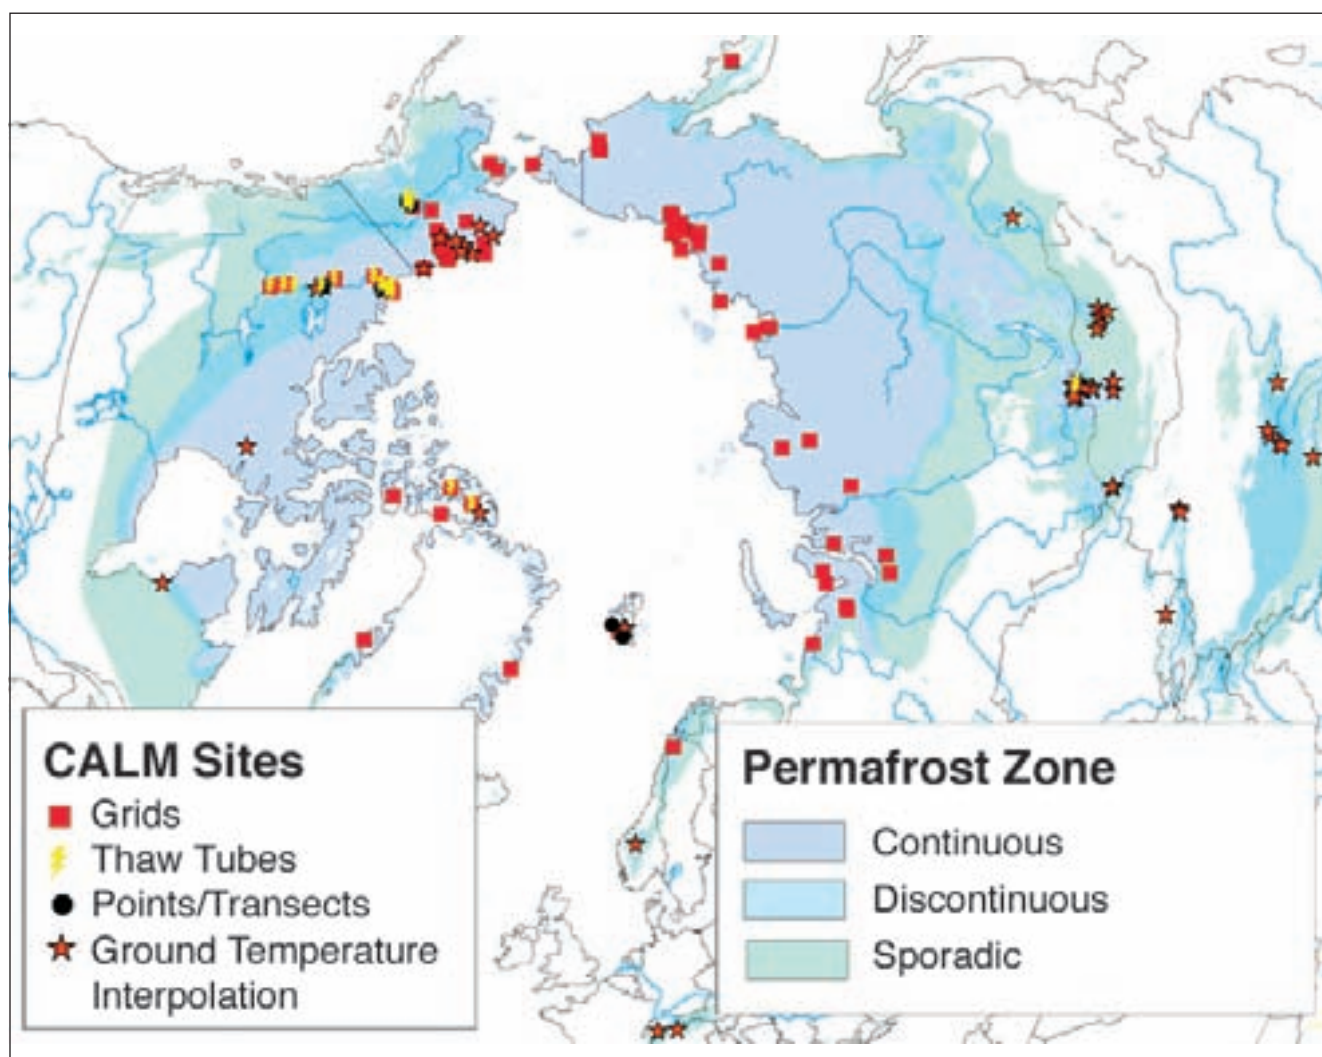 CALM Sites
Grids
Thaw Tubes
Points/Transects
Ground Temperature
Interpolation
Permafrost Zone
Continuous
Discontinuous
Sporadic